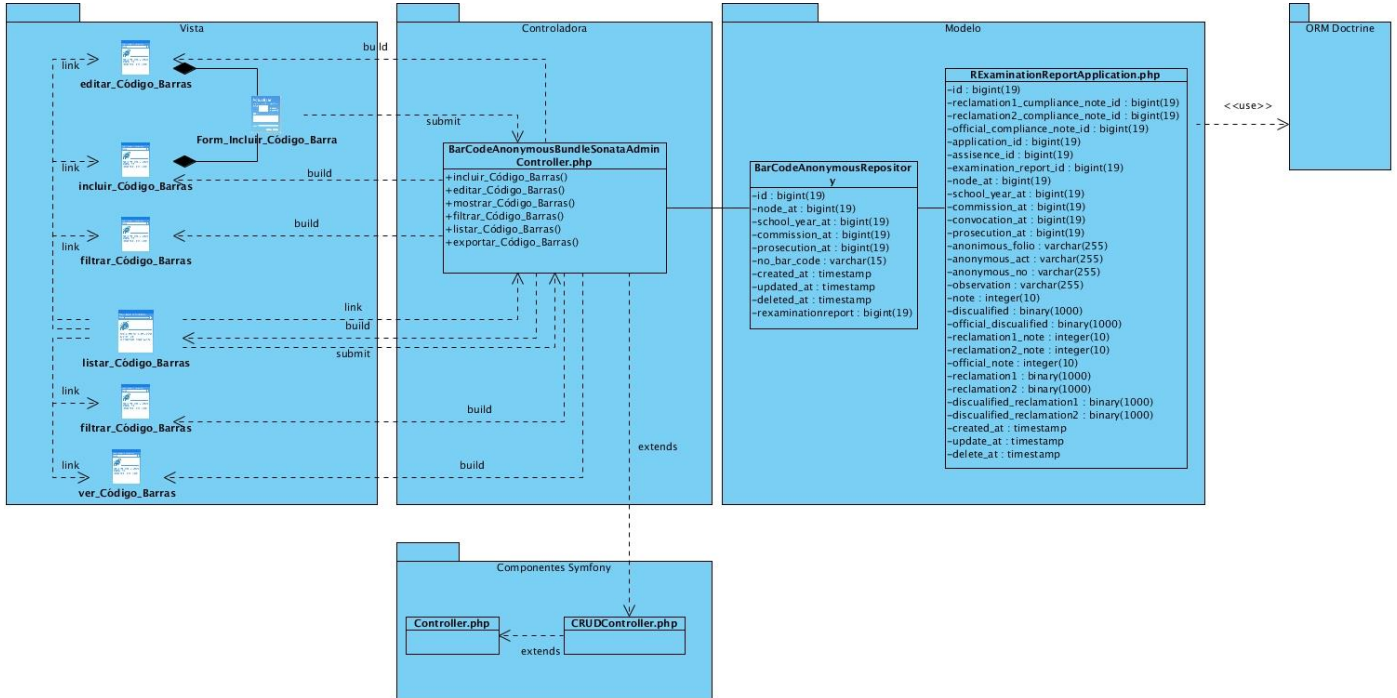 Vista
build
link
editar_Código_Barras
Form_Incluir_Código_Barra
submit
link
incluir_Código_Barras
build
link
filtrar_Código_Barras
build
listar_Código_Barras
link
build
submit
link
filtrar_Código_Barras
build
link
ver_Código_Barras
build
Controladora
BarCodeAnonymousBundleSonataAdmin
Controller.php
+incluir_Código_Barras()
+editar_Código_Barras()
+mostrar_Código_Barras()
+filtrar_Código_Barras()
+listar_Código_Barras()
+exportar_Código_Barras()
extends
Modelo
BarCodeAnonymousRepositor
y
-id : bigint(19)
-node_at : bigint(19)
-school_year_at : bigint(19)
-commission_at : bigint(19)
-prosecution_at : bigint(19)
-no_bar_code : varchar(15)
-created_at : timestamp
-updated_at : timestamp
-deleted_at : timestamp
-rexaminationreport : bigint(19)
RExaminationReportApplication.php
-id : bigint(19)
-reclamation1_cumpliance_note_id : bigint(19)
-reclamation2_cumpliance_note_id : bigint(19)
-official_compliance_note_id : bigint(19)
-application_id : bigint(19)
-assisence_id : bigint(19)
-examination_report_id : bigint(19)
-node_at : bigint(19)
-school_year_at : bigint(19)
-commission_at : bigint(19)
-convocation_at : bigint(19)
-prosecution_at : bigint(19)
-anonimous_folio : varchar(255)
-anonymous_act : varchar(255)
-anonymous_no : varchar(255)
-observation : varchar(255)
-note : integer(10)
-discualified : binary(1000)
-official_discualified : binary(1000)
-reclamation1_note : integer(10)
-reclamation2_note : integer(10)
-official_note : integer(10)
-reclamation1 : binary(1000)
-reclamation2 : binary(1000)
-discualified_reclamation1 : binary(1000)
-discualified_reclamation2 : binary(1000)
-created_at : timestamp
-update_at : timestamp
-delete_at : timestamp
<<use>>
ORM Doctrine
Componentes Symfony
Controller.php
extends
CRUDController.php